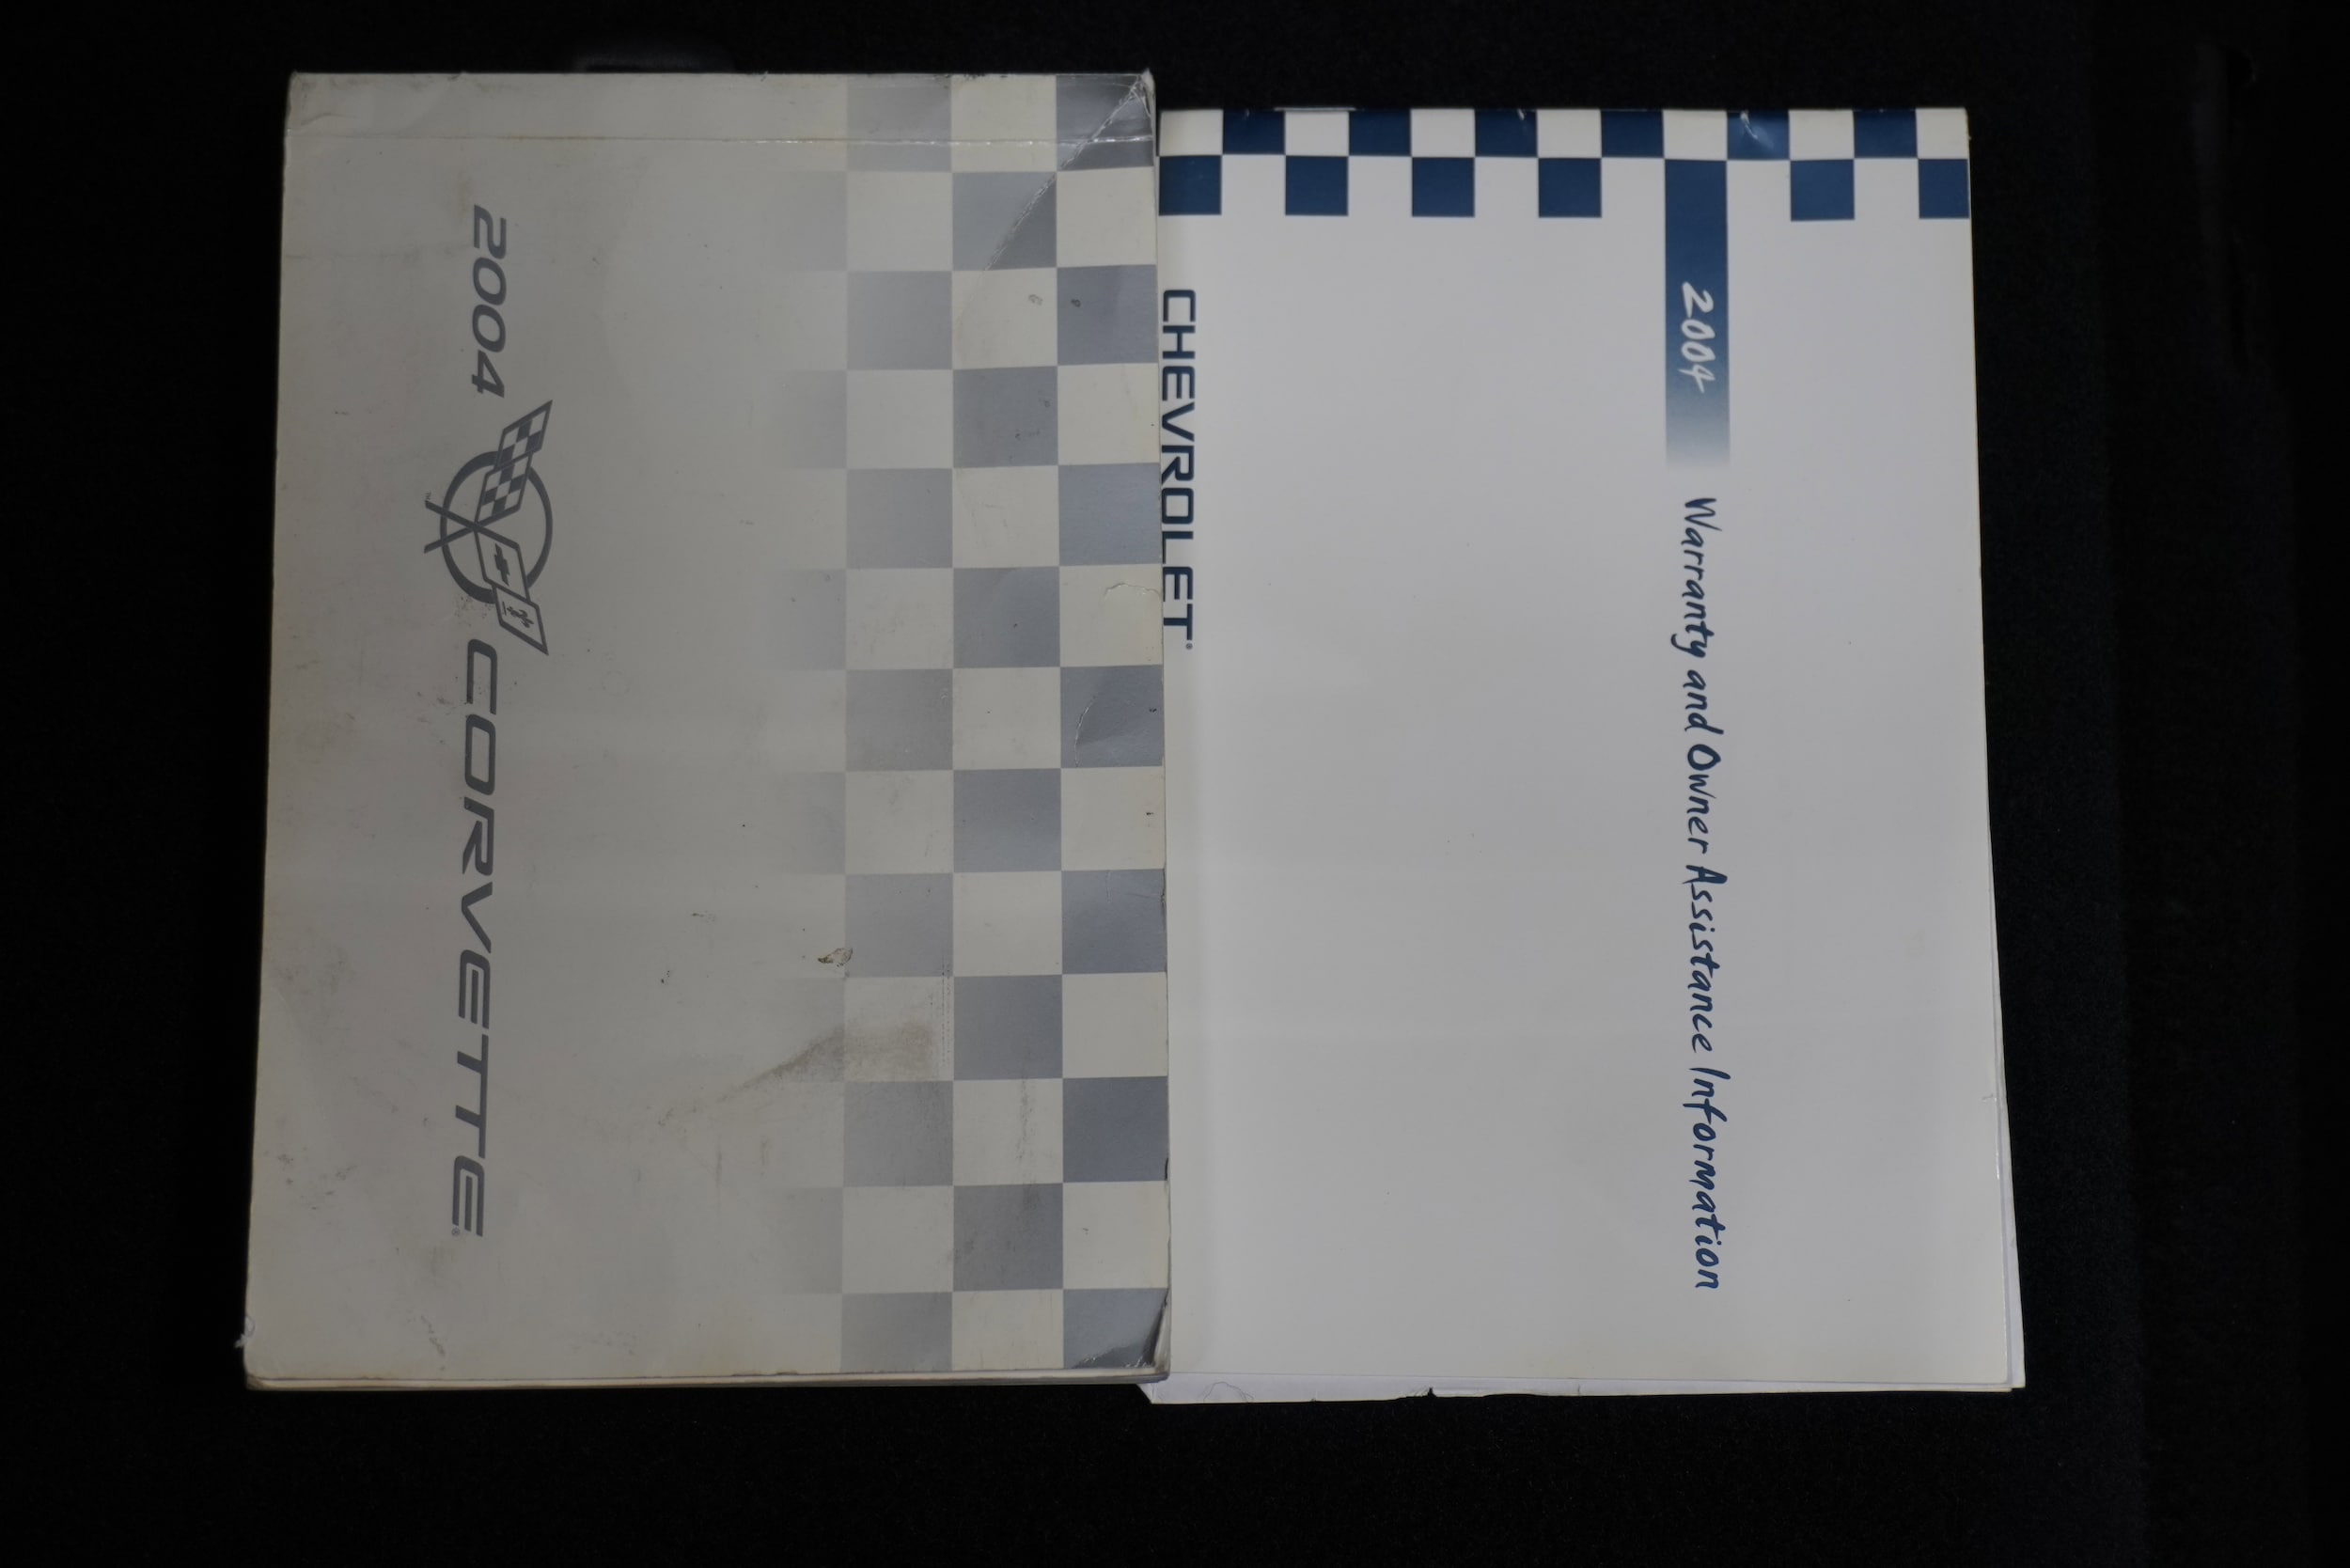 2004 CORVETTE®
CHEVROLET®
2004 Warranty and Owner Assistance Information